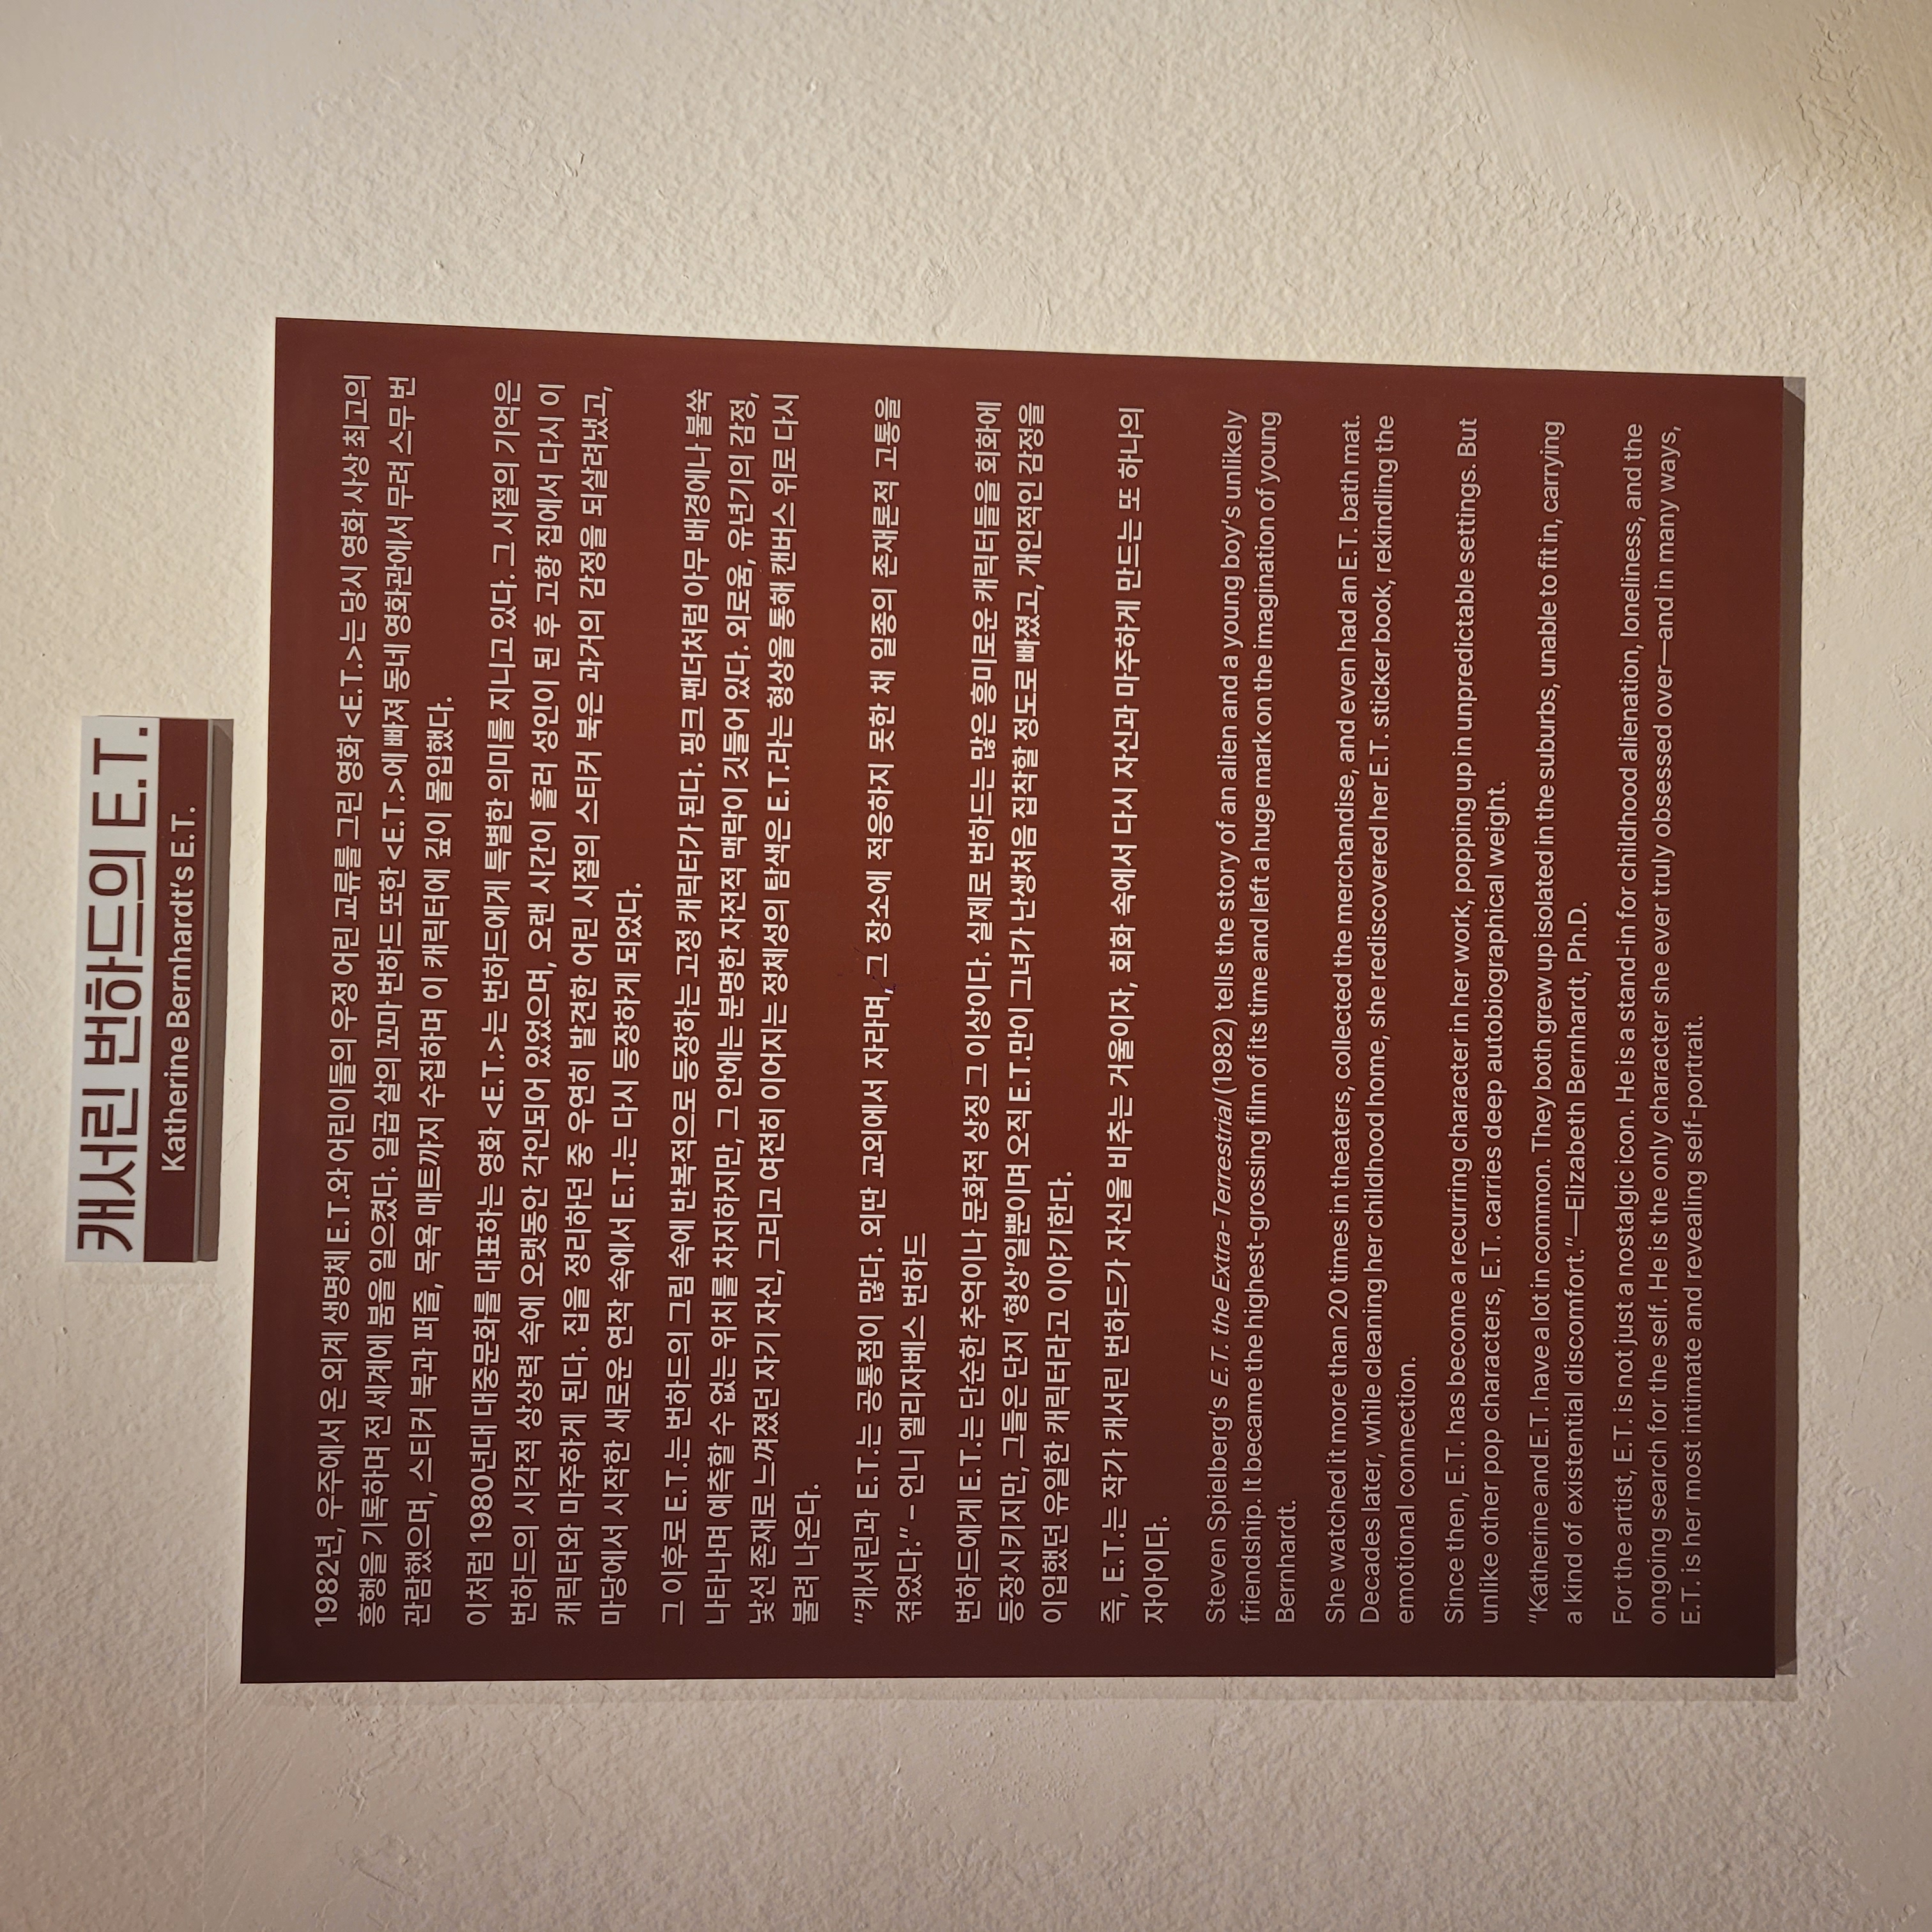 캐서린 번하드의 E.T.
Katherine Bernhardt's E.T.
1982년, 우주에서 온 외계 생명체 E.T.와 어린이들의 우정 어린 교류를 그린 영화 <E.T.>는 당시 영화 사상 최고의
흥행을 기록하며 전 세계에 붐을 일으켰다. 일곱 살의 꼬마 번하드 또한 <E.T.>에 빠져 동네 영화관에서 무려 스무 번
관람했으며, 스티커 북과 퍼즐, 목욕 매트까지 수집하며 이 캐릭터에 깊이 몰입했다.
이처럼 1980년대 대중문화를 대표하는 영화 <E.T.>는 번하드에게 특별한 의미를 지니고 있다. 그 시절의 기억은
번하드의 시각적 상상력 속에 오랫동안 각인되어 있었으며, 오랜 시간이 흘러 성인이 된 후 고향 집에서 다시 이
캐릭터와 마주하게 된다. 집을 정리하던 중 우연히 발견한 어린 시절의 스티커 북은 과거의 감정을 되살려냈고,
마당에서 시작한 새로운 연작 속에서 E.T.는 다시 등장하게 되었다.
그 이후로 E.T.는 번하드의 그림 속에 반복적으로 등장하는 고정 캐릭터가 된다. 핑크 팬더처럼 아무 배경에나 불쑥
나타나며 예측할 수 없는 위치를 차지하지만, 그 안에는 분명한 자전적 맥락이 깃들어 있다. 외로움, 유년기의 감정,
낯선 존재로 느껴졌던 자기 자신, 그리고 여전히 이어지는 정체성의 탐색은 E.T.라는 형상을 통해 캔버스 위로 다시
불려 나온다.
"캐서린과 E.T.는 공통점이 많다. 외딴 교외에서 자라며, 그 장소에 적응하지 못한 채 일종의 존재론적 고통을
겪었다." – 언니 엘리자베스 번하드
번하드에게 E.T.는 단순한 추억이나 문화적 상징 그 이상이다. 실제로 번하드는 많은 흥미로운 캐릭터들을 회화에
등장시키지만, 그들은 단지 '형상'일뿐이며 오직 E.T.만이 그녀가 난생처음 집착할 정도로 빠졌고, 개인적인 감정을
이입했던 유일한 캐릭터라고 이야기한다.
즉, E.T.는 작가 캐서린 번하드가 자신을 비추는 거울이자, 회화 속에서 다시 자신과 마주하게 만드는 또 하나의
자아이다.
Steven Spielberg's E.T. the Extra-Terrestrial (1982) tells the story of an alien and a young boy's unlikely
friendship. It became the highest-grossing film of its time and left a huge mark on the imagination of young
Bernhardt.
She watched it more than 20 times in theaters, collected the merchandise, and even had an E.T. bath mat.
Decades later, while cleaning her childhood home, she rediscovered her E.T. sticker book, rekindling the
emotional connection.
Since then, E.T. has become a recurring character in her work, popping up in unpredictable settings. But
unlike other pop characters, E.T. carries deep autobiographical weight.
"Katherine and E.T. have a lot in common. They both grew up isolated in the suburbs, unable to fit in, carrying
a kind of existential discomfort."—Elizabeth Bernhardt, Ph.D.
For the artist, E.T. is not just a nostalgic icon. He is a stand-in for childhood alienation, loneliness, and the
ongoing search for the self. He is the only character she ever truly obsessed over—and in many ways,
E.T. is her most intimate and revealing self-portrait.